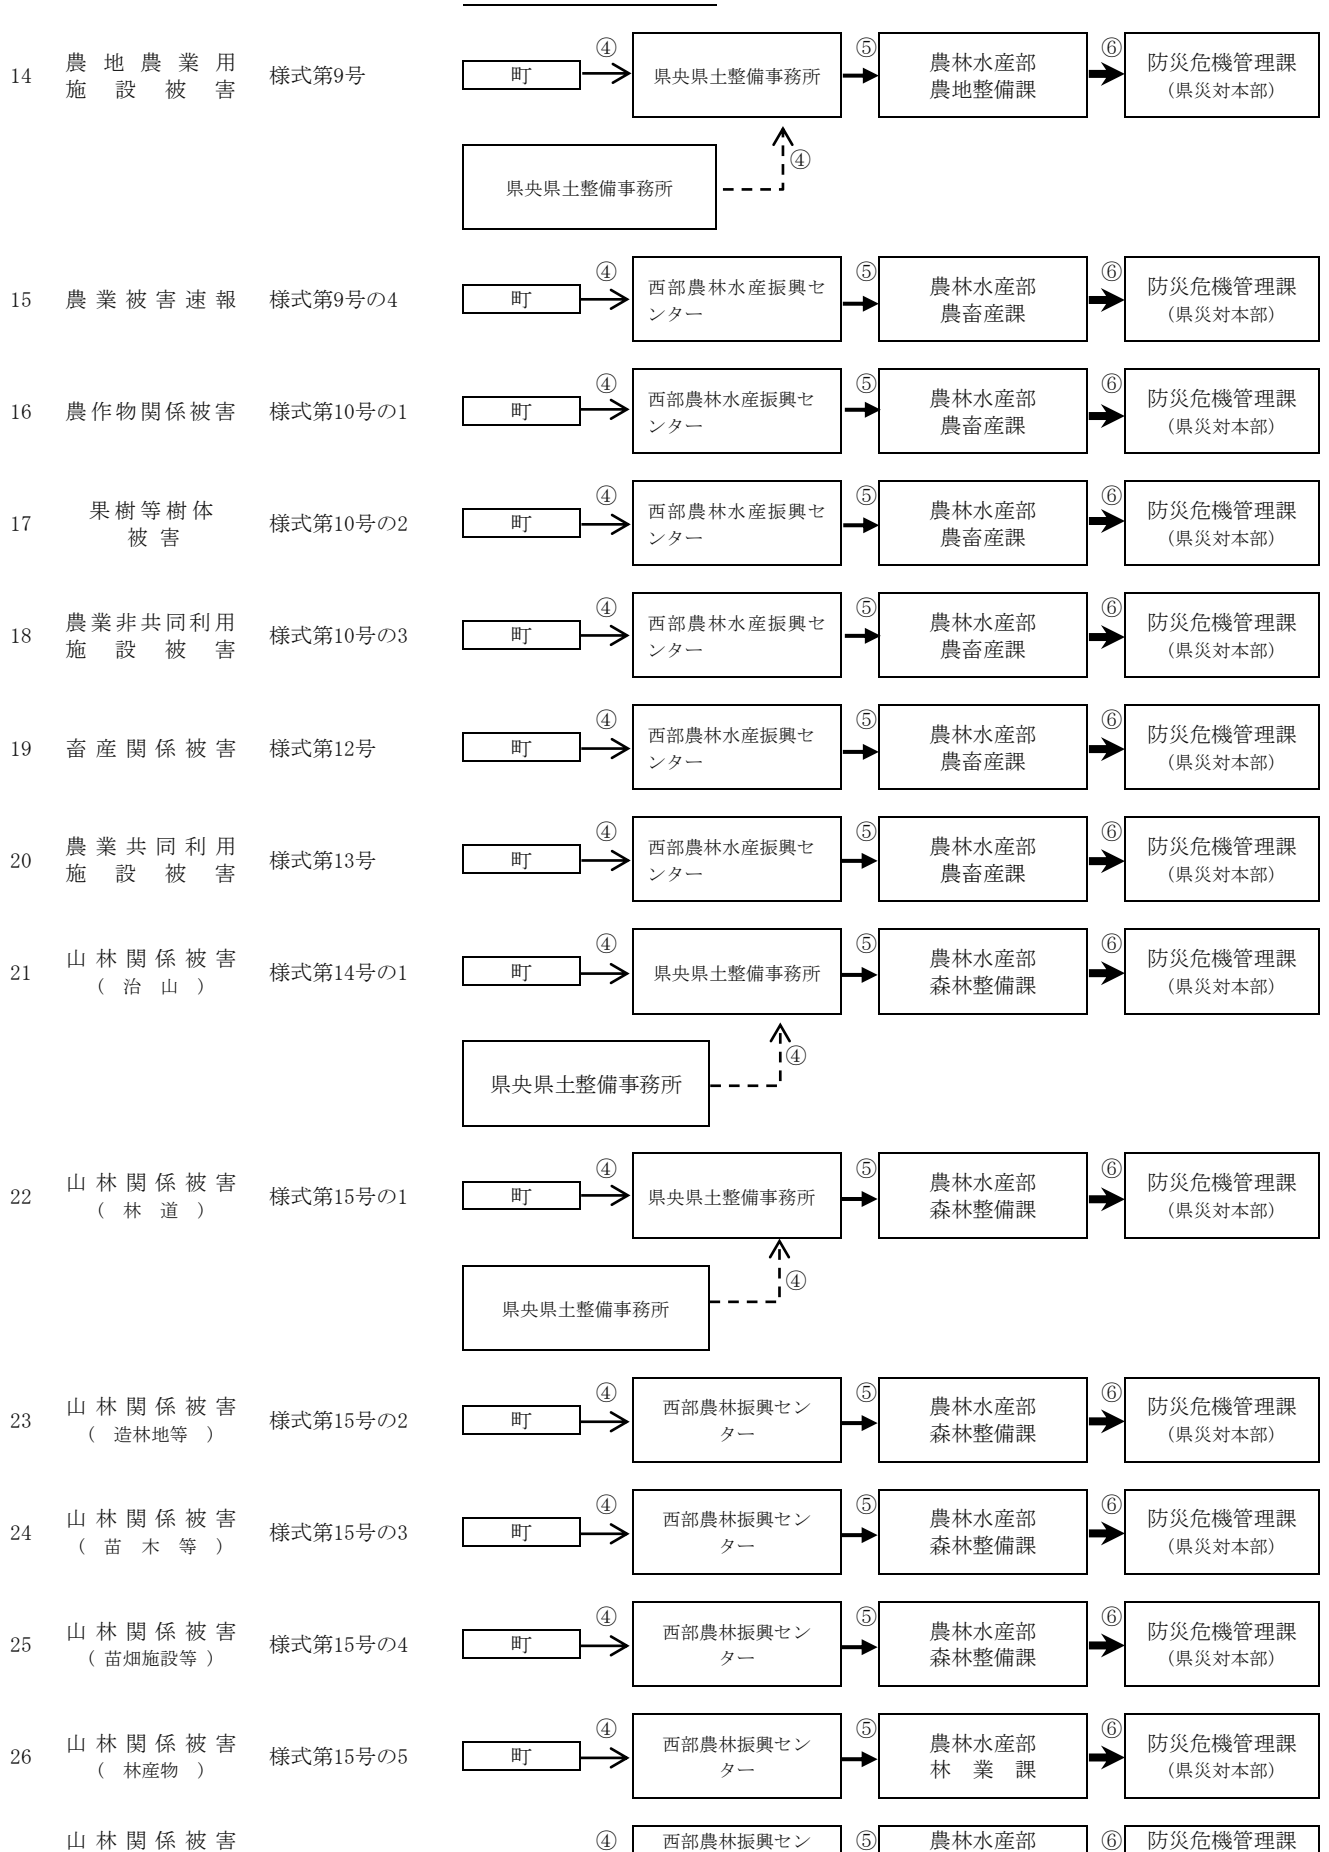 ④ ⑤ ⑥
14 農地農業用施設被害 様式第9号 町 県央県土整備事務所 農林水産部 農地整備課 防災危機管理課 (県災対本部)
④
県央県土整備事務所
④ ⑤ ⑥
15 農業被害速報 様式第9号の4 町 西部農林水産振興センター 農林水産部 農畜産課 防災危機管理課 (県災対本部)
④ ⑤ ⑥
16 農作物関係被害 様式第10号の1 町 西部農林水産振興センター 農林水産部 農畜産課 防災危機管理課 (県災対本部)
④ ⑤ ⑥
17 果樹等樹体被害 様式第10号の2 町 西部農林水産振興センター 農林水産部 農畜産課 防災危機管理課 (県災対本部)
④ ⑤ ⑥
18 農業非共同利用施設被害 様式第10号の3 町 西部農林水産振興センター 農林水産部 農畜産課 防災危機管理課 (県災対本部)
④ ⑤ ⑥
19 畜産関係被害 様式第12号 町 西部農林水産振興センター 農林水産部 農畜産課 防災危機管理課 (県災対本部)
④ ⑤ ⑥
20 農業共同利用施設被害 様式第13号 町 西部農林水産振興センター 農林水産部 農畜産課 防災危機管理課 (県災対本部)
④ ⑤ ⑥
21 山林関係被害 (治山) 様式第14号の1 町 県央県土整備事務所 農林水産部 森林整備課 防災危機管理課 (県災対本部)
④
県央県土整備事務所
④ ⑤ ⑥
22 山林関係被害 (林道) 様式第15号の1 町 県央県土整備事務所 農林水産部 森林整備課 防災危機管理課 (県災対本部)
④
県央県土整備事務所
④ ⑤ ⑥
23 山林関係被害 (造林地等) 様式第15号の2 町 西部農林振興センター 農林水産部 森林整備課 防災危機管理課 (県災対本部)
④ ⑤ ⑥
24 山林関係被害 (苗木等) 様式第15号の3 町 西部農林振興センター 農林水産部 森林整備課 防災危機管理課 (県災対本部)
④ ⑤ ⑥
25 山林関係被害 (苗畑施設等) 様式第15号の4 町 西部農林振興センター 農林水産部 森林整備課 防災危機管理課 (県災対本部)
④ ⑤ ⑥
26 山林関係被害 (林産物) 様式第15号の5 町 西部農林振興センター 農林水産部 林業課 防災危機管理課 (県災対本部)
山林関係被害 ④ 西部農林振興セン ⑤ 農林水産部 ⑥ 防災危機管理課